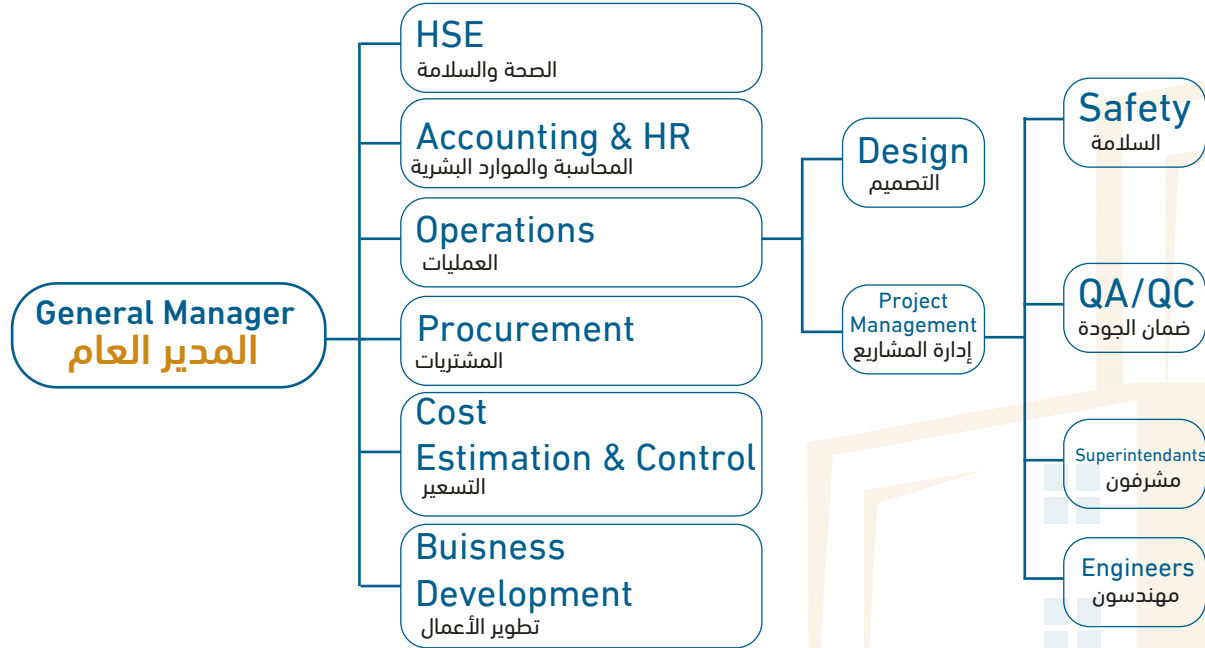 General Manager
المدير العام
HSE
الصحة والسلامة
Accounting & HR
المحاسبة والموارد البشرية
Operations
العمليات
Procurement
المشتريات
Cost
Estimation & Control
التسعير
Buisness
Development
تطوير الأعمال
Design
التصميم
Project
Management
إدارة المشاريع
Safety
السلامة
QA/QC
ضمان الجودة
Superintendants
مشرفون
Engineers
مهندسون